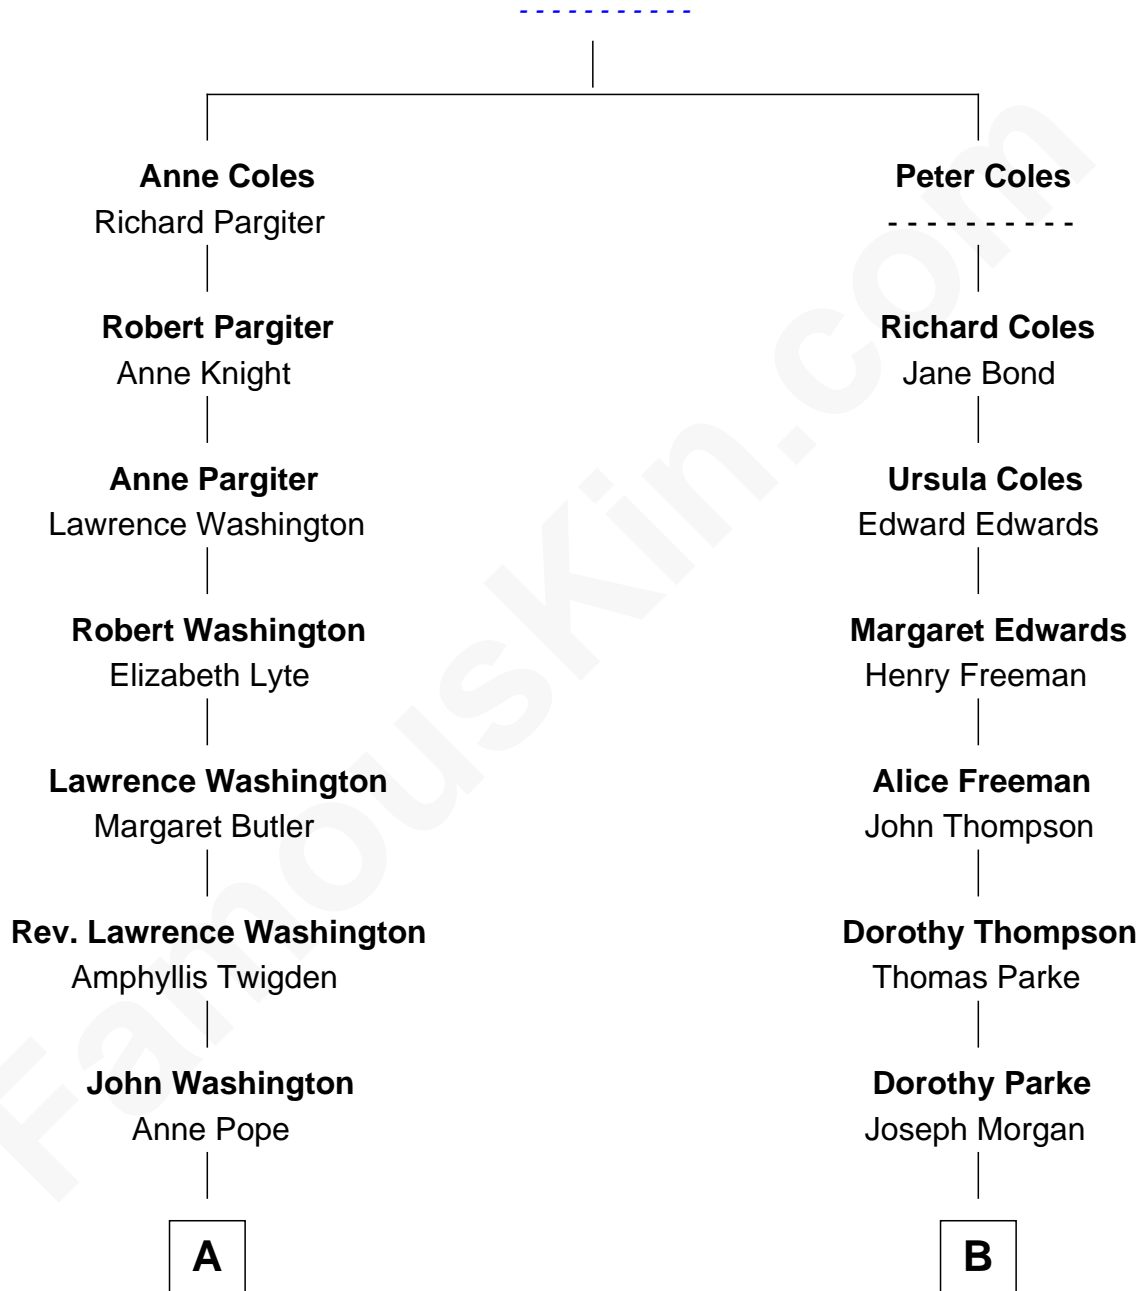 - - - - - - - - - - -
Anne Coles
Richard Pargiter
Peter Coles
- - - - - - - - - -
Robert Pargiter
Anne Knight
Richard Coles
Jane Bond
Anne Pargiter
Lawrence Washington
Ursula Coles
Edward Edwards
Robert Washington
Elizabeth Lyte
Margaret Edwards
Henry Freeman
Lawrence Washington
Margaret Butler
Alice Freeman
John Thompson
Rev. Lawrence Washington
Amphyllis Twigden
Dorothy Thompson
Thomas Parke
John Washington
Anne Pope
Dorothy Parke
Joseph Morgan
A
B
FamousKin.com